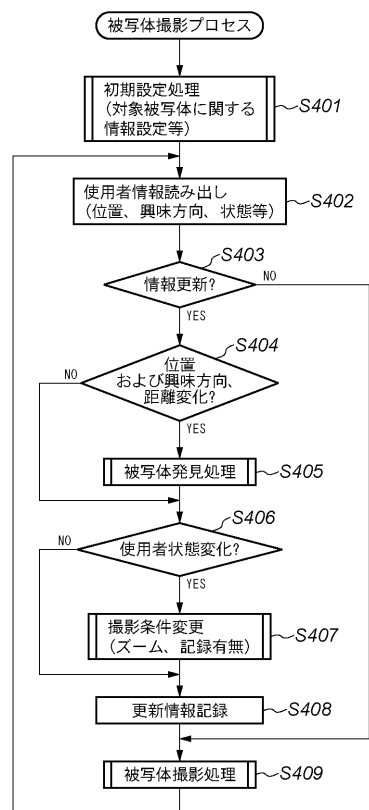 被写体撮影プロセス
初期設定処理
(対象被写体に関する
情報設定等)
S401
使用者情報読み出し
(位置、興味方向、状態等)
S402
S403
情報更新?
NO
YES
S404
位置
および興味方向、
距離変化?
NO
YES
被写体発見処理
S405
S406
使用者状態変化?
NO
YES
撮影条件変更
(ズーム、記録有無)
S407
更新情報記録
S408
被写体撮影処理
S409